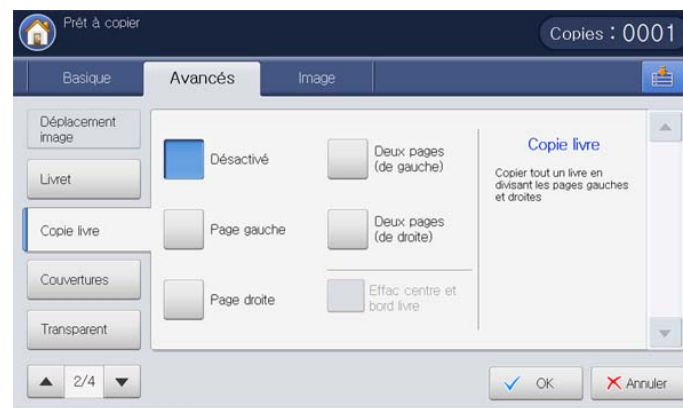 Prêt à copier
Copies : 0001
Basique
Avancés
Image
Déplacement
image
Livret
Copie livre
Couvertures
Transparent
2/4
Désactivé
Page gauche
Page droite
Deux pages
(de gauche)
Deux pages
(de droite)
Effac centre et
bord livre
Copie livre
Copier tout un livre en
divisant les pages gauches
et droites
OK
Annuler